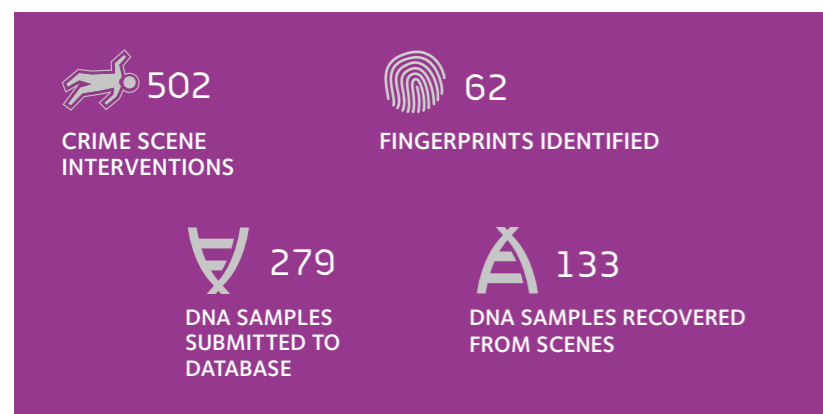 502
CRIME SCENE
INTERVENTIONS
62
FINGERPRINTS IDENTIFIED
279
DNA SAMPLES
SUBMITTED TO
DATABASE
133
DNA SAMPLES RECOVERED
FROM SCENES